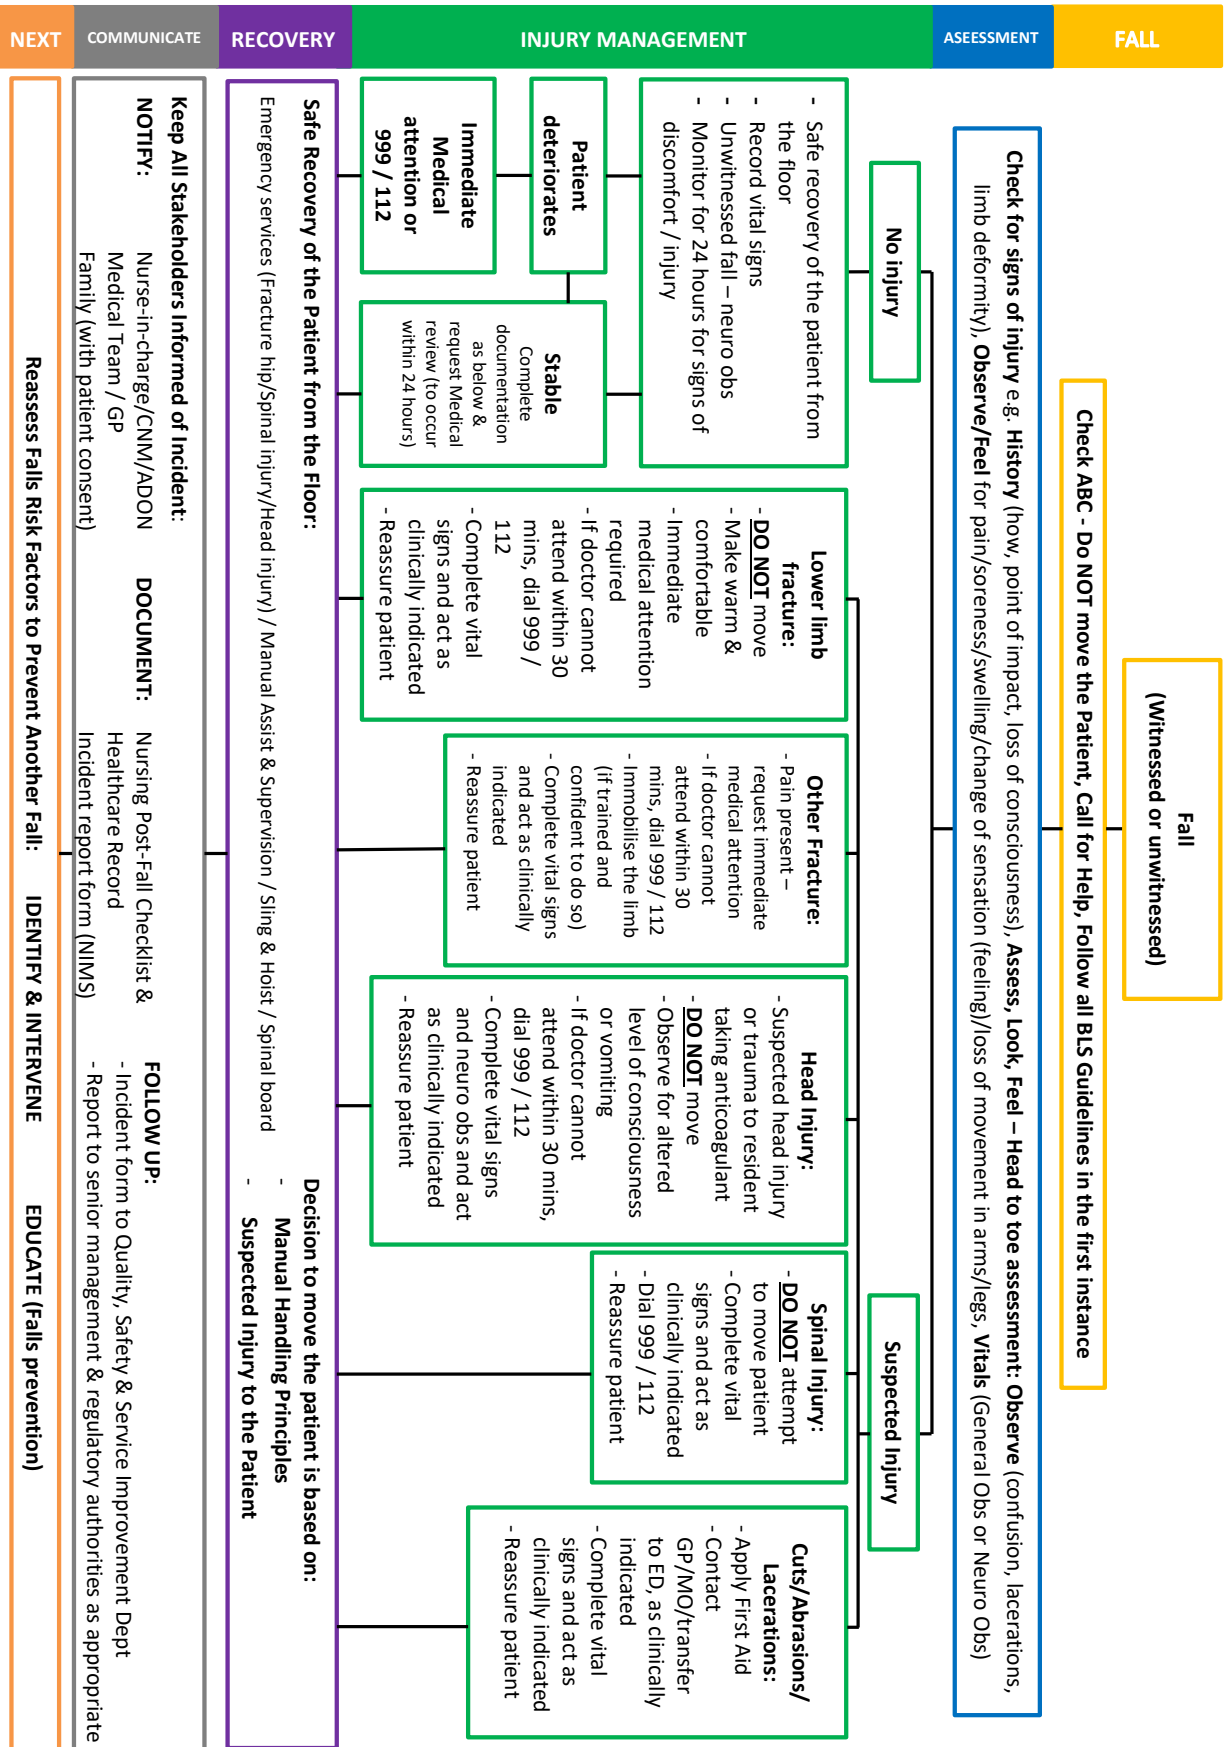 FALL
Fall
(Witnessed or unwitnessed)
Check ABC - Do NOT move the Patient, Call for Help, Follow all BLS Guidelines in the first instance
ASEESSMENT
Check for signs of injury e.g. History (how, point of impact, loss of consciousness), Assess, Look, Feel – Head to toe assessment: Observe (confusion, lacerations,
limb deformity), Observe/Feel for pain/soreness/swelling/change of sensation (feeling)/loss of movement in arms/legs, Vitals (General Obs or Neuro Obs)
INJURY MANAGEMENT
No injury
- Safe recovery of the patient from
the floor
- Record vital signs
- Unwitnessed fall – neuro obs
- Monitor for 24 hours for signs of
discomfort / injury
Patient
deteriorates
Immediate
Medical
attention or
999 / 112
Stable
Complete
documentation
as below &
request Medical
review (to occur
within 24 hours)
Suspected Injury
Lower limb
fracture:
- DO NOT move
- Make warm &
comfortable
- Immediate
medical attention
required
- If doctor cannot
attend within 30
mins, dial 999 /
112
- Complete vital
signs and act as
clinically indicated
- Reassure patient
Other Fracture:
- Pain present –
request immediate
medical attention
- If doctor cannot
attend within 30
mins, dial 999 / 112
- Immobilise the limb
(if trained and
confident to do so)
- Complete vital signs
and act as clinically
indicated
- Reassure patient
Head Injury:
- Suspected head injury
or trauma to resident
taking anticoagulant
- DO NOT move
- Observe for altered
level of consciousness
or vomiting
- If doctor cannot
attend within 30 mins,
dial 999 / 112
- Complete vital signs
and neuro obs and act
as clinically indicated
- Reassure patient
Spinal Injury:
- DO NOT attempt
to move patient
- Complete vital
signs and act as
clinically indicated
- Dial 999 / 112
- Reassure patient
Cuts/Abrasions/
Lacerations:
- Apply First Aid
- Contact
GP/MO/transfer
to ED, as clinically
indicated
- Complete vital
signs and act as
clinically indicated
- Reassure patient
RECOVERY
Safe Recovery of the Patient from the Floor:
Emergency services (Fracture hip/Spinal injury/Head injury) / Manual Assist & Supervision / Sling & Hoist / Spinal board
Decision to move the patient is based on:
- Manual Handling Principles
- Suspected Injury to the Patient
COMMUNICATE
Keep All Stakeholders Informed of Incident:
NOTIFY:
Nurse-in-charge/CNM/ADON
Medical Team / GP
Family (with patient consent)
DOCUMENT:
Nursing Post-Fall Checklist &
Healthcare Record
Incident report form (NIMS)
FOLLOW UP:
- Incident form to Quality, Safety & Service Improvement Dept
- Report to senior management & regulatory authorities as appropriate
NEXT
Reassess Falls Risk Factors to Prevent Another Fall: IDENTIFY & INTERVENE EDUCATE (Falls prevention)